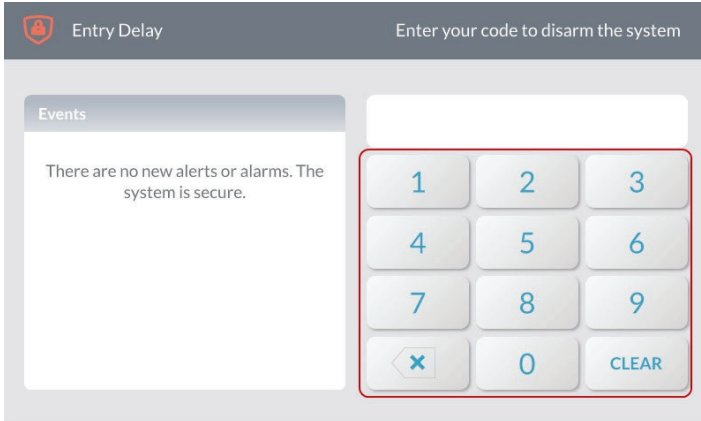 Entry Delay
Enter your code to disarm the system
Events
There are no new alerts or alarms. The
system is secure.
1 2 3
4 5 6
7 8 9
0 CLEAR